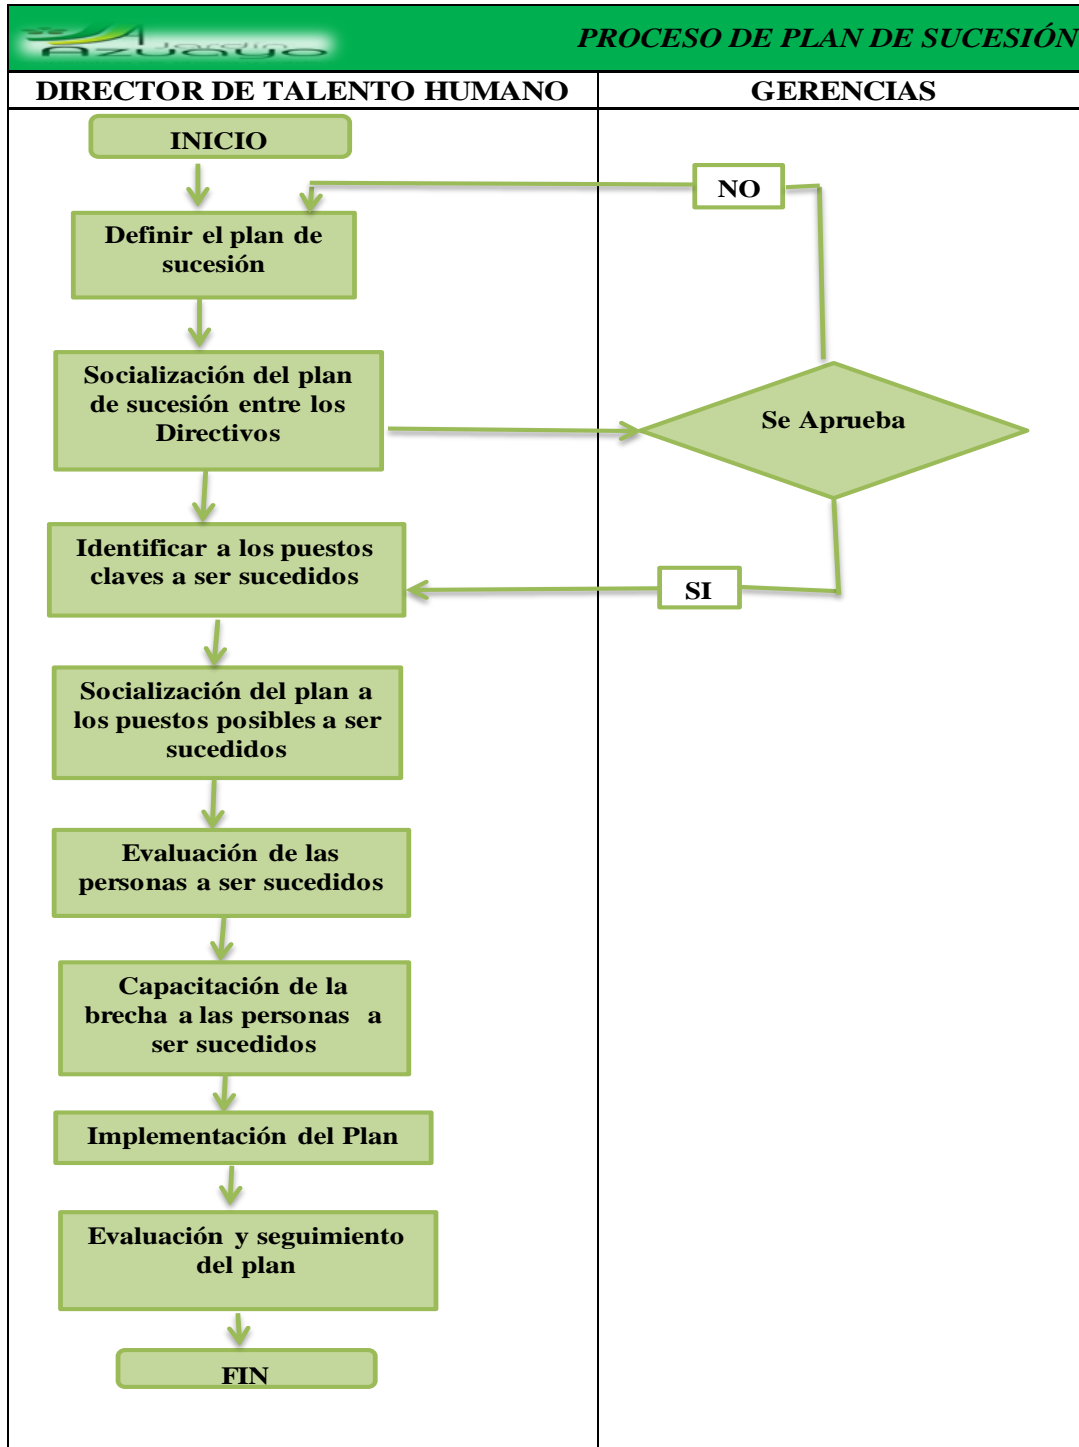 Jardín
Azuayo
PROCESO DE PLAN DE SUCESIÓN
DIRECTOR DE TALENTO HUMANO
GERENCIAS
INICIO
NO
Definir el plan de
sucesión
Socialización del plan
de sucesión entre los
Directivos
Se Aprueba
Identificar a los puestos
claves a ser sucedidos
SI
Socialización del plan a
los puestos posibles a ser
sucedidos
Evaluación de las
personas a ser sucedidos
Capacitación de la
brecha a las personas a
ser sucedidos
Implementación del Plan
Evaluación y seguimiento
del plan
FIN